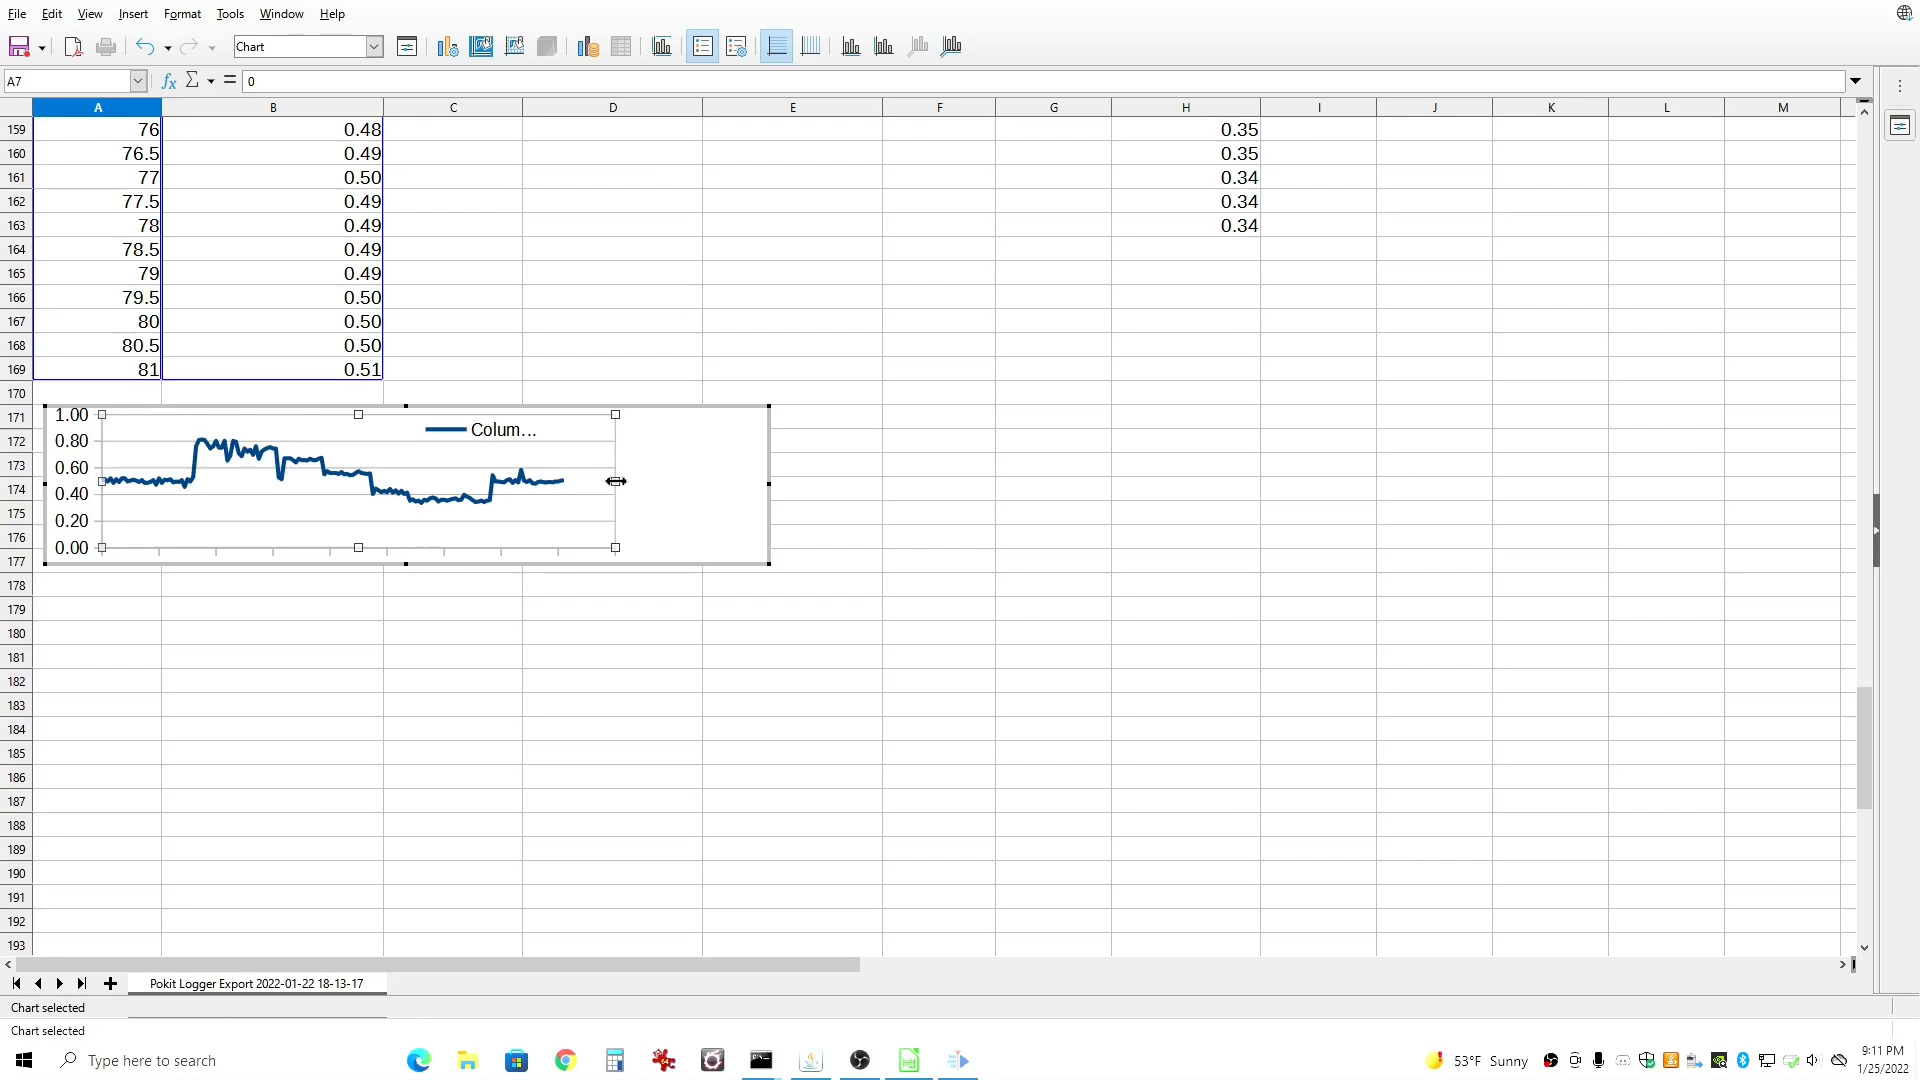 File Edit View Insert Format Tools Window Help
Chart
A7 fx Σ = 0
A B C D E F G H I J K L M
159 76 0.48 0.35
160 76.5 0.49 0.35
161 77 0.50 0.34
162 77.5 0.49 0.34
163 78 0.49 0.34
164 78.5 0.49
165 79 0.49
166 79.5 0.50
167 80 0.50
168 80.5 0.50
169 81 0.51
170
171 1.00
172 0.80 Colum...
173 0.60
174 0.40
175 0.20
176 0.00
177
178
179
180
181
182
183
184
185
186
187
188
189
190
191
192
193
Pokit Logger Export 2022-01-22 18-13-17
Chart selected
Chart selected
Type here to search 53°F Sunny 9:11 PM
1/25/2022